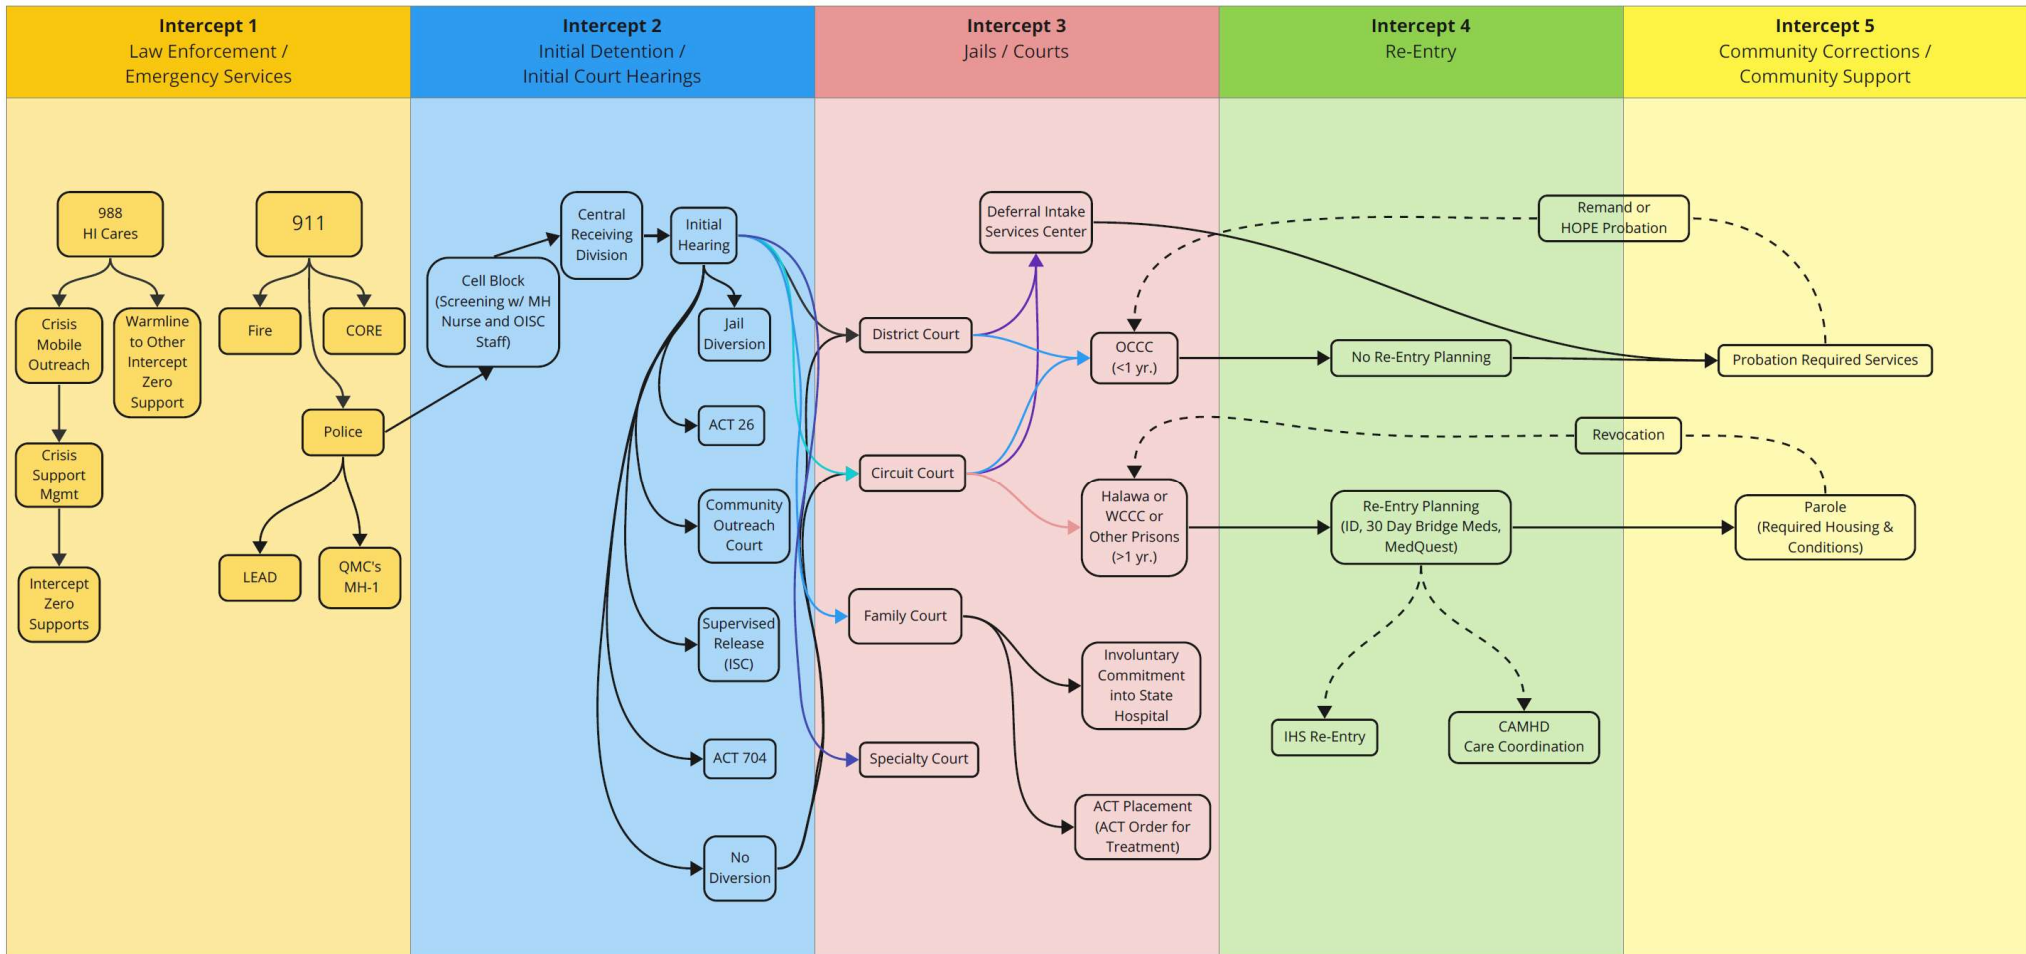 Intercept 1
Law Enforcement /
Emergency Services
Intercept 2
Initial Detention /
Initial Court Hearings
Intercept 3
Jails / Courts
Intercept 4
Re-Entry
Intercept 5
Community Corrections /
Community Support
988
HI Cares
911
Crisis
Mobile
Outreach
Warmline
to Other
Intercept
Zero
Support
Fire
CORE
Police
Crisis
Support
Mgmt
Intercept
Zero
Supports
LEAD
QMC's
MH-1
Cell Block
(Screening w/ MH
Nurse and OISC
Staff)
Central
Receiving
Division
Initial
Hearing
Jail
Diversion
ACT 26
Community
Outreach
Court
Supervised
Release
(ISC)
ACT 704
No
Diversion
Deferral Intake
Services Center
District Court
OCCC
(<1 yr.)
Circuit Court
Halawa or
WCCC or
Other Prisons
(>1 yr.)
Family Court
Involuntary
Commitment
into State
Hospital
Specialty Court
ACT Placement
(ACT Order for
Treatment)
Remand or
HOPE Probation
No Re-Entry Planning
Probation Required Services
Revocation
Re-Entry Planning
(ID, 30 Day Bridge Meds,
MedQuest)
Parole
(Required Housing &
Conditions)
IHS Re-Entry
CAMHD
Care Coordination